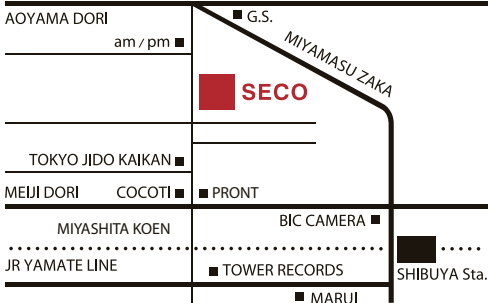 AOYAMA DORI
G.S.
am/pm
MIYAMASU ZAKA
SECO
TOKYO JIDO KAIKAN
MEIJI DORI
COCOTI
PRONT
BIC CAMERA
MIYASHITA KOEN
JR YAMATE LINE
TOWER RECORDS
SHIBUYA Sta.
MARUI